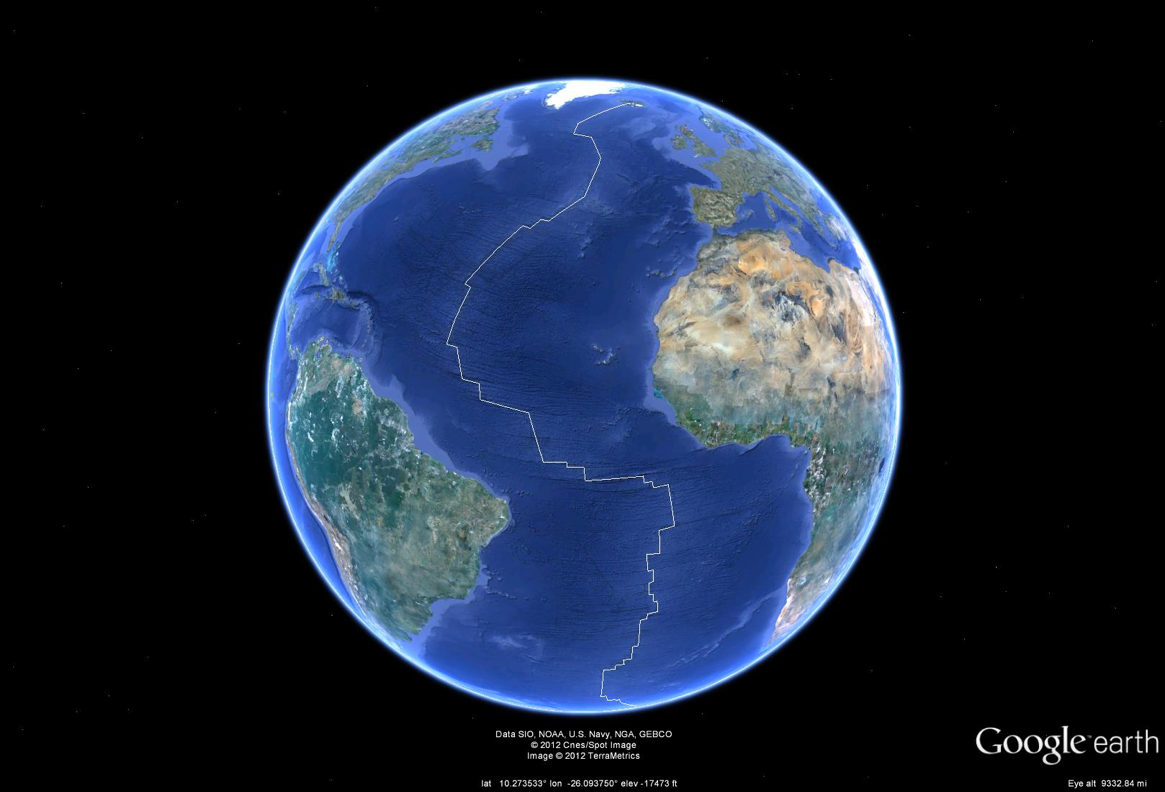 Data SIO, NOAA, U.S. Navy, NGA, GEBCO
© 2012 Cnes/Spot Image
Image © 2012 TerraMetrics
Google earth
lat 10.273533° lon -26.093750° elev -17473 ft
Eye alt 9332.84 mi